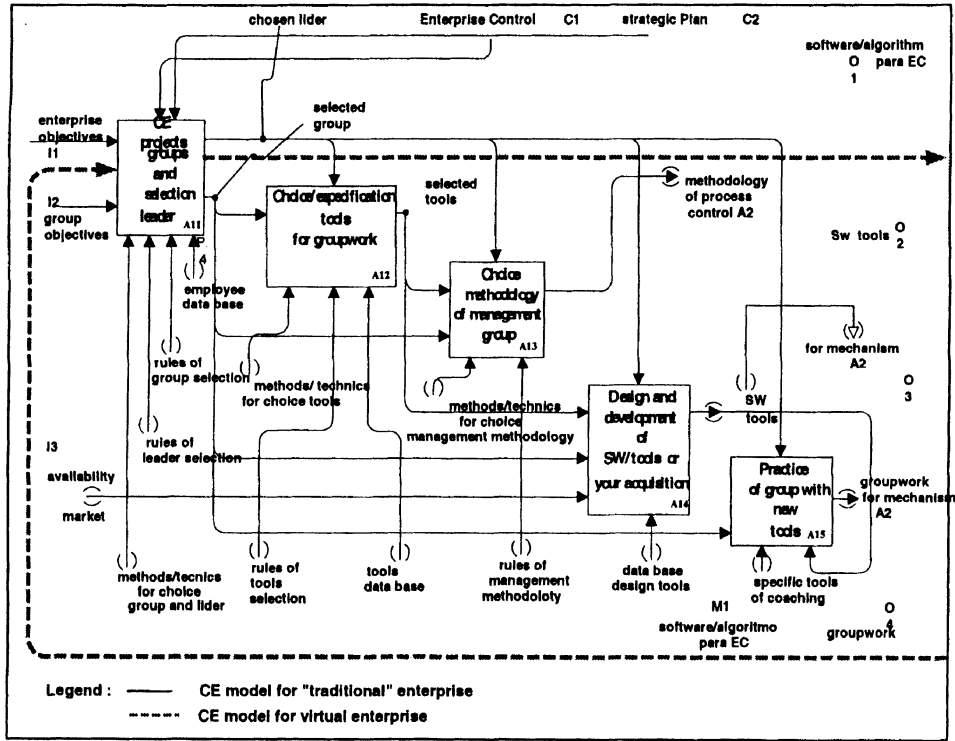 chosen lider
Enterprise Control C1
strategic Plan C2
software/algorithm
O para EC
1
enterprise
objectives
I1
CE
projects
groups
and
selection
leader
A11
selected
group
I2
group
objectives
P.
4
employee
data base
Choice/especification
tools
for groupwork
A12
selected
tools
methodology
of process
control A2
Sw tools O
2
Choice
methodology
of management
group
A13
rules of
group selection
methods/ technics
for choice tools
for mechanism
A2
O
3
methods/technics
for choice
management methodology
Design and
development
of
SW/tools or
your acquisition
A14
SW
tools
I3
availability
market
rules of
leader selection
Practice
of group with
new
tools
A15
groupwork
for mechanism
A2
methods/tecnics
for choice
group and lider
rules of
tools
selection
tools
data base
rules of
management
methodoloty
data base
design tools
specific tools
of coaching
M1
software/algoritmo
para EC
O
4
groupwork
Legend : CE model for "traditional" enterprise
CE model for virtual enterprise